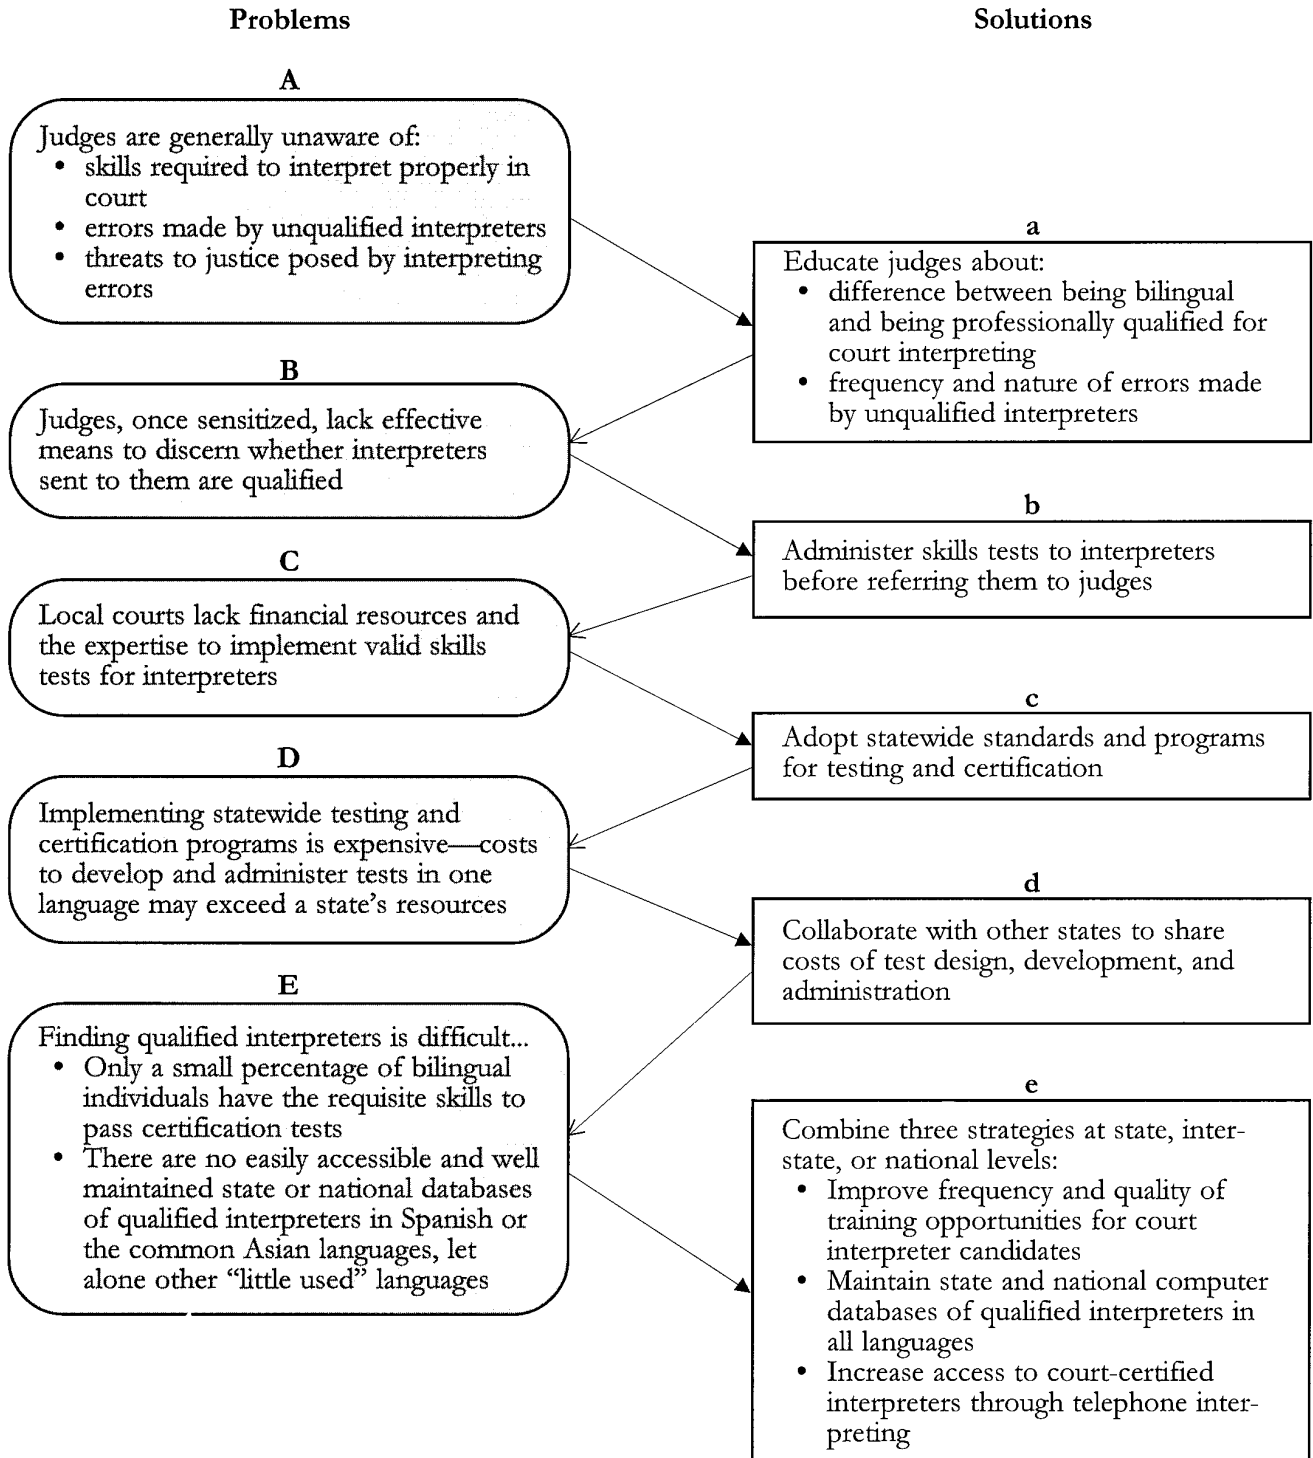 Problems
Solutions
A
Judges are generally unaware of:
• skills required to interpret properly in
court
• errors made by unqualified interpreters
• threats to justice posed by interpreting
errors
a
Educate judges about:
• difference between being bilingual
and being professionally qualified for
court interpreting
• frequency and nature of errors made
by unqualified interpreters
B
Judges, once sensitized, lack effective
means to discern whether interpreters
sent to them are qualified
b
Administer skills tests to interpreters
before referring them to judges
C
Local courts lack financial resources and
the expertise to implement valid skills
tests for interpreters
c
Adopt statewide standards and programs
for testing and certification
D
Implementing statewide testing and
certification programs is expensive—costs
to develop and administer tests in one
language may exceed a state's resources
d
Collaborate with other states to share
costs of test design, development, and
administration
E
Finding qualified interpreters is difficult...
• Only a small percentage of bilingual
individuals have the requisite skills to
pass certification tests
• There are no easily accessible and well
maintained state or national databases
of qualified interpreters in Spanish or
the common Asian languages, let
alone other “little used” languages
e
Combine three strategies at state, inter-
state, or national levels:
• Improve frequency and quality of
training opportunities for court
interpreter candidates
• Maintain state and national computer
databases of qualified interpreters in
all languages
• Increase access to court-certified
interpreters through telephone inter-
preting